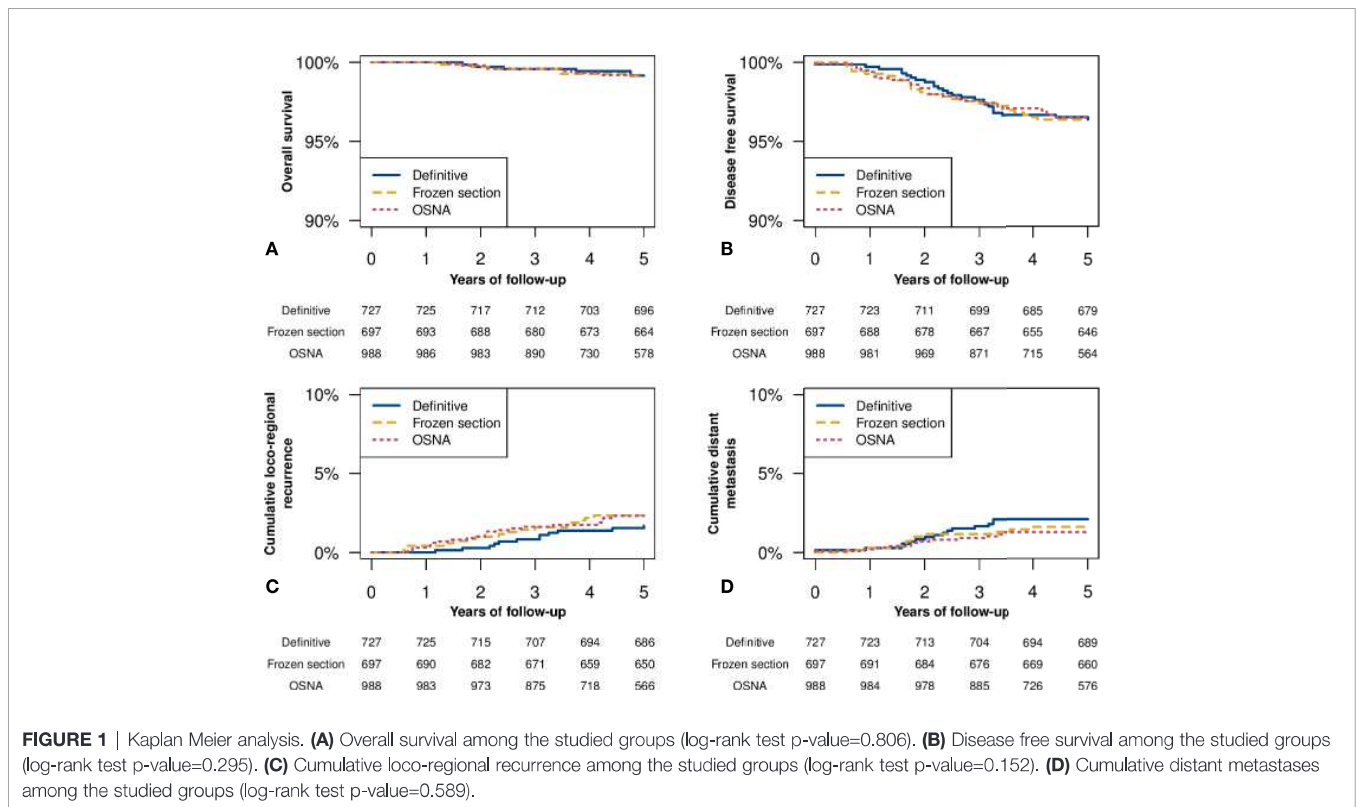 100%
95%
90%
Overall survival
Definitive
Frozen section
OSNA
A
0 1 2 3 4 5
Years of follow-up
Definitive 727 725 717 712 703 696
Frozen section 697 693 688 680 673 664
OSNA 988 986 983 890 730 578
100%
95%
90%
Disease free survival
Definitive
Frozen section
OSNA
B
0 1 2 3 4 5
Years of follow-up
Definitive 727 723 711 699 685 679
Frozen section 697 688 678 667 655 646
OSNA 988 981 969 871 715 564
10%
5%
0%
Cumulative loco-regional
recurrence
Definitive
Frozen section
OSNA
C
0 1 2 3 4 5
Years of follow-up
Definitive 727 725 715 707 694 686
Frozen section 697 690 682 671 659 650
OSNA 988 983 973 875 718 566
10%
5%
0%
Cumulative distant
metastasis
Definitive
Frozen section
OSNA
D
0 1 2 3 4 5
Years of follow-up
Definitive 727 723 713 704 694 689
Frozen section 697 691 684 676 669 660
OSNA 988 984 978 885 726 576
FIGURE 1 | Kaplan Meier analysis. (A) Overall survival among the studied groups (log-rank test p-value=0.806). (B) Disease free survival among the studied groups
(log-rank test p-value=0.295). (C) Cumulative loco-regional recurrence among the studied groups (log-rank test p-value=0.152). (D) Cumulative distant metastases
among the studied groups (log-rank test p-value=0.589).